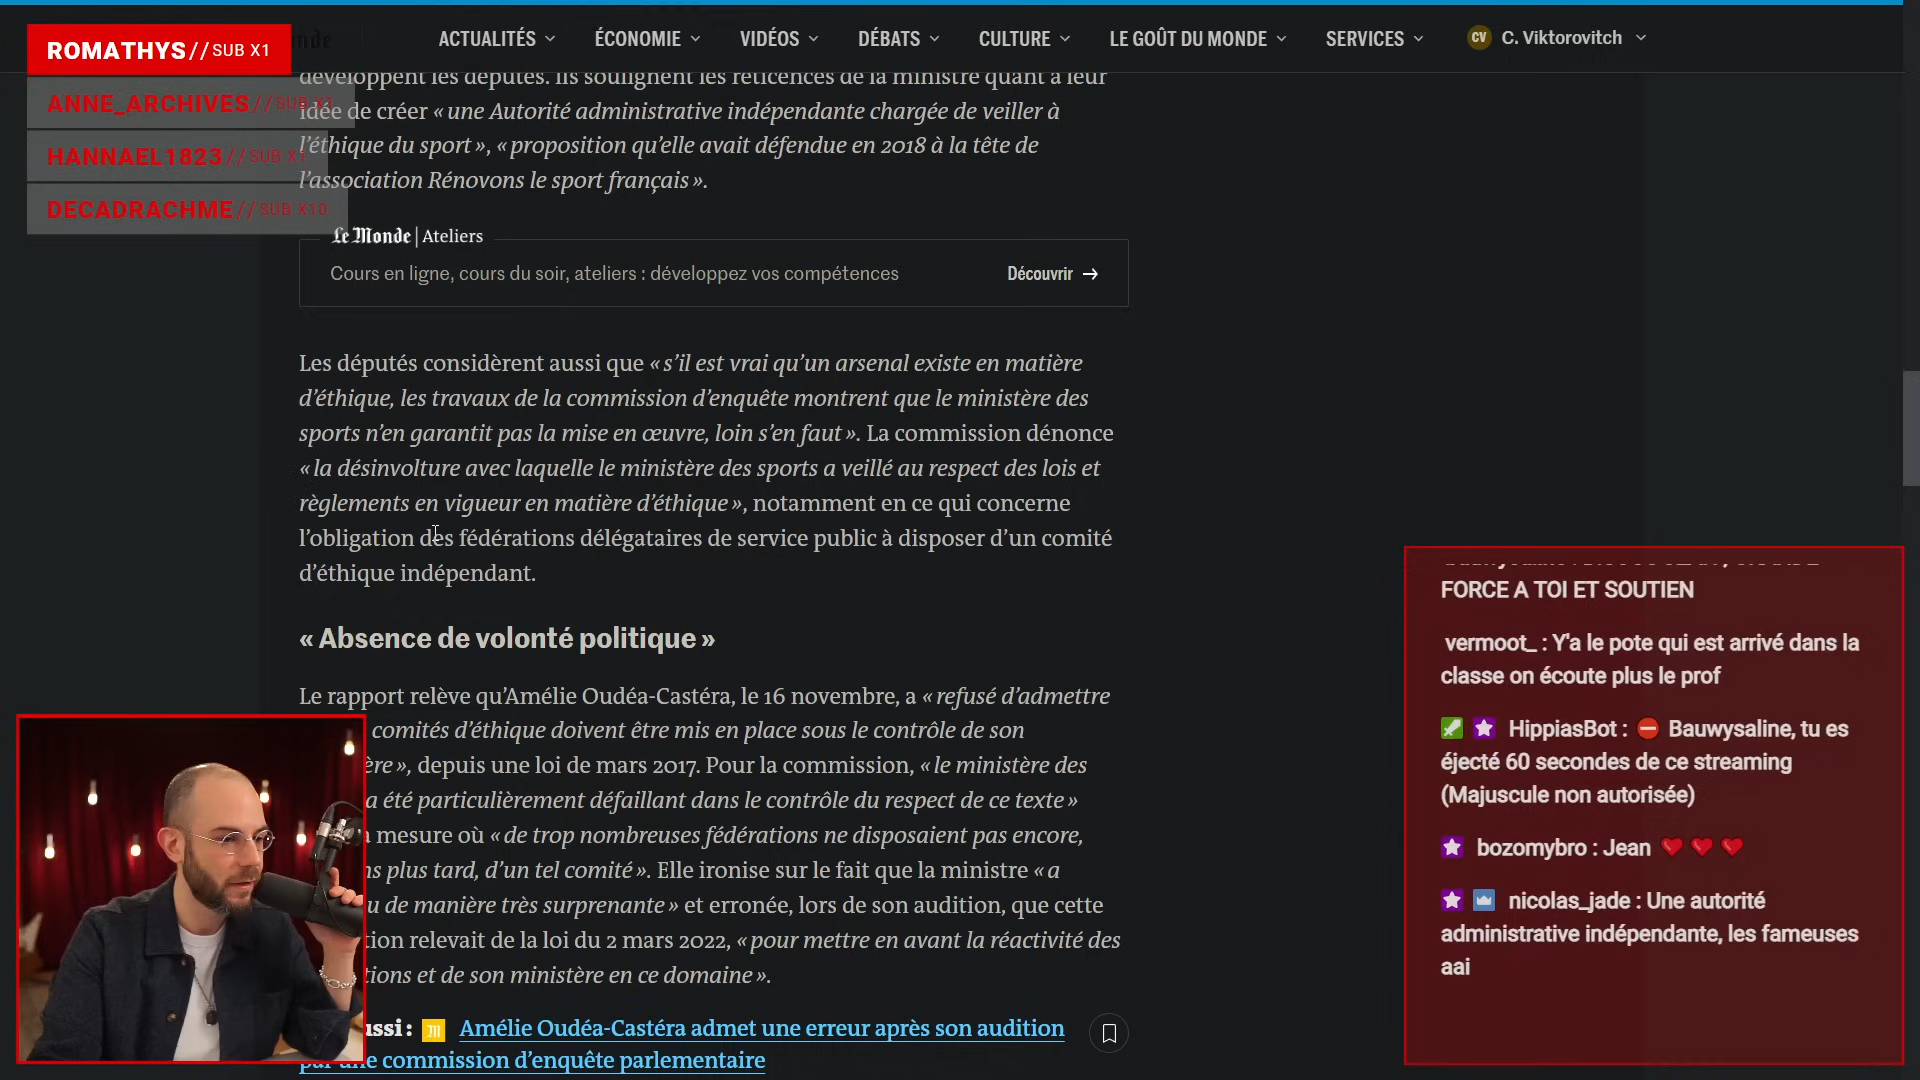 ACTUALITÉS ÉCONOMIE VIDÉOS DÉBATS CULTURE LE GOÛT DU MONDE SERVICES CV C. Viktorovitch
ROMATHYS // SUB X1
ANNE_ARCHIVES // SUB X1
HANNAEL1823 // SUB X1
DECADRACHME // SUB X10
développent les députés. Ils soulignent les réticences de la ministre quant à leur
idée de créer « une Autorité administrative indépendante chargée de veiller à
l’éthique du sport », « proposition qu’elle avait défendue en 2018 à la tête de
l’association Rénovons le sport français ».
Le Monde | Ateliers
Cours en ligne, cours du soir, ateliers : développez vos compétences
Découvrir →
Les députés considèrent aussi que « s’il est vrai qu’un arsenal existe en matière
d’éthique, les travaux de la commission d’enquête montrent que le ministère des
sports n’en garantit pas la mise en œuvre, loin s’en faut ». La commission dénonce
« la désinvolture avec laquelle le ministère des sports a veillé au respect des lois et
règlements en vigueur en matière d’éthique », notamment en ce qui concerne
l’obligation des fédérations délégataires de service public à disposer d’un comité
d’éthique indépendant.
« Absence de volonté politique »
Le rapport relève qu’Amélie Oudéa-Castéra, le 16 novembre, a « refusé d’admettre
comités d’éthique doivent être mis en place sous le contrôle de son
ère », depuis une loi de mars 2017. Pour la commission, « le ministère des
a été particulièrement défaillant dans le contrôle du respect de ce texte »
mesure où « de trop nombreuses fédérations ne disposaient pas encore,
ns plus tard, d’un tel comité ». Elle ironise sur le fait que la ministre « a
u de manière très surprenante » et erronée, lors de son audition, que cette
tion relevait de la loi du 2 mars 2022, « pour mettre en avant la réactivité des
tions et de son ministère en ce domaine ».
ussi : Amélie Oudéa-Castéra admet une erreur après son audition
par une commission d’enquête parlementaire
FORCE A TOI ET SOUTIEN
vermoot_ : Y'a le pote qui est arrivé dans la
classe on écoute plus le prof
HippiasBot : ⛔ Bauwysaline, tu es
éjecté 60 secondes de ce streaming
(Majuscule non autorisée)
bozomybro : Jean ❤️ ❤️ ❤️
nicolas_jade : Une autorité
administrative indépendante, les fameuses
aai